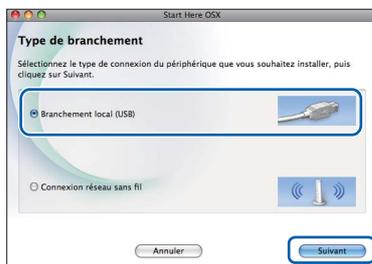 Start Here OSX
Type de branchement
Sélectionnez le type de connexion du périphérique que vous souhaitez installer, puis
cliquez sur Suivant.
Branchement local (USB)
Connexion réseau sans fil
Annuler
Suivant